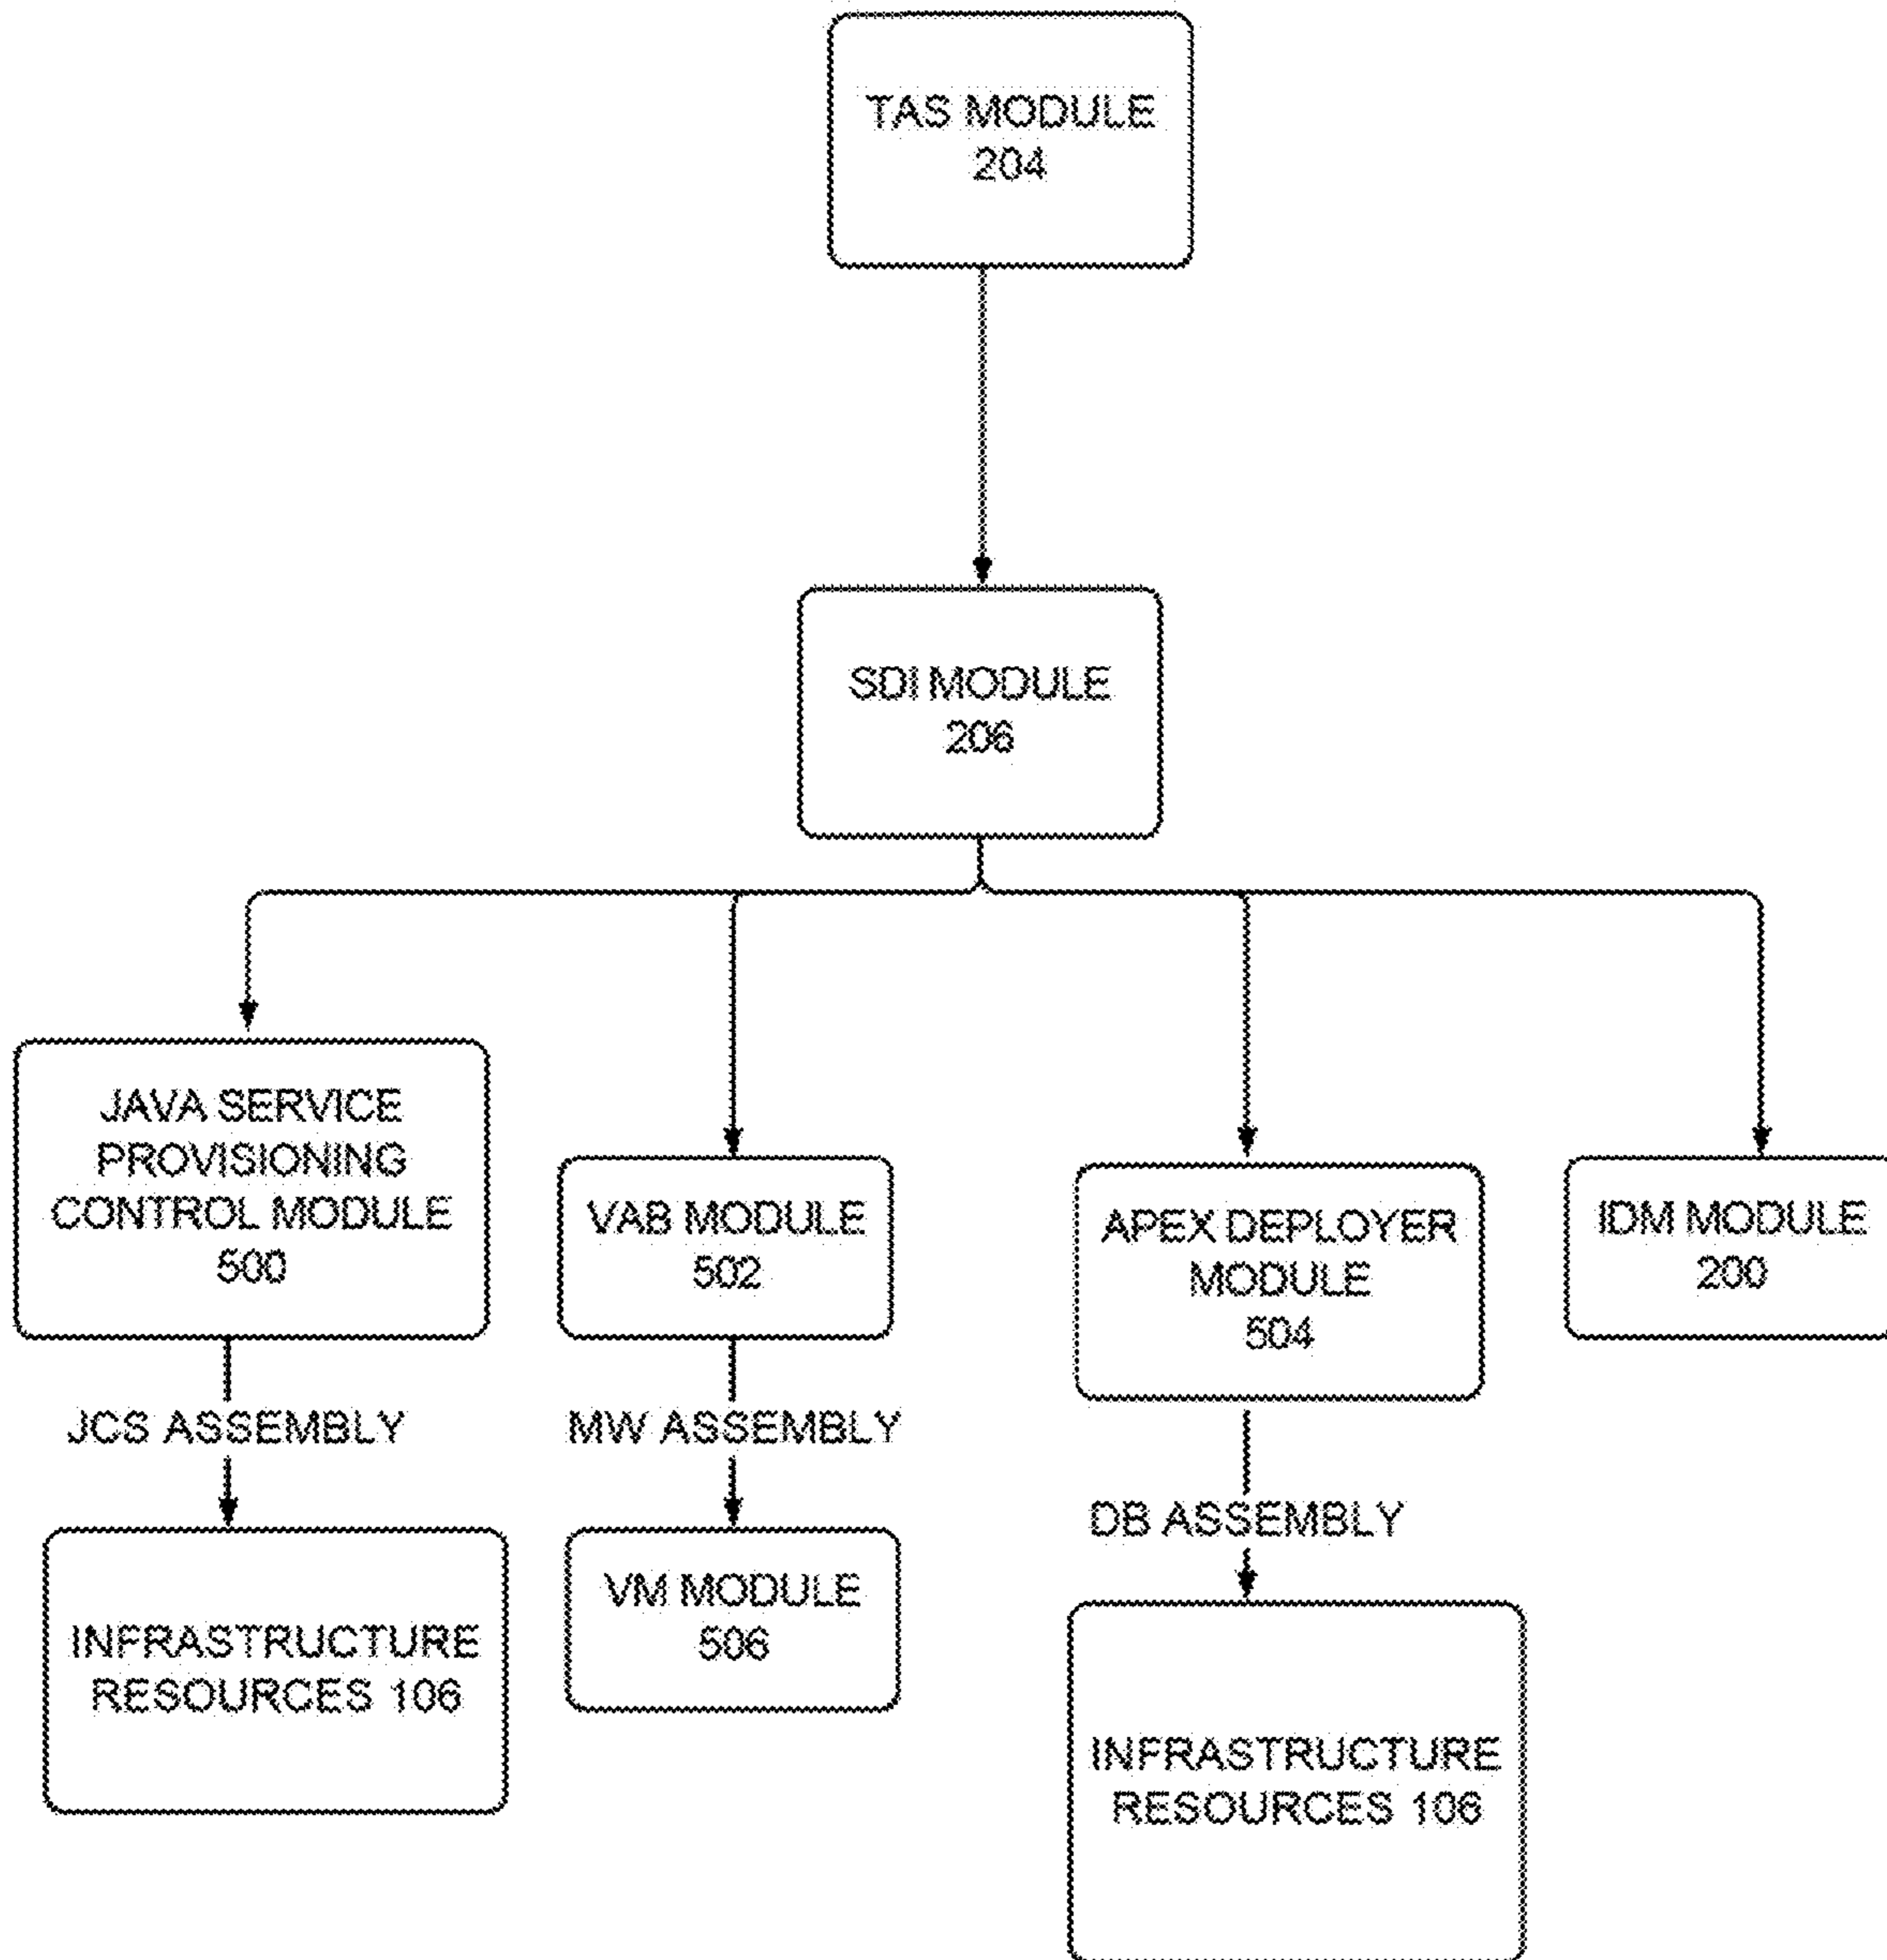 TAS MODULE
204
SDI MODULE
206
JAVA SERVICE
PROVISIONING
CONTROL MODULE
500
VAB MODULE
502
APEX DEPLOYER
MODULE
504
IDM MODULE
200
JCS ASSEMBLY
MW ASSEMBLY
DB ASSEMBLY
INFRASTRUCTURE
RESOURCES 106
VM MODULE
506
INFRASTRUCTURE
RESOURCES 106